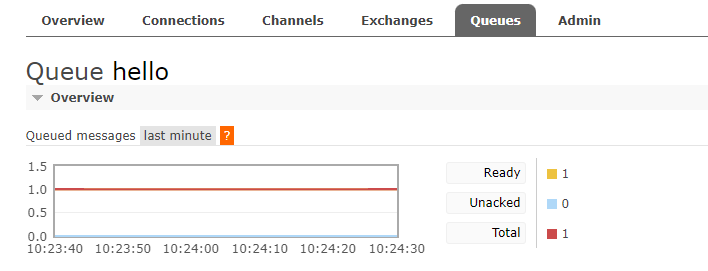 Overview Connections Channels Exchanges Queues Admin
Queue hello
Overview
Queued messages last minute ?
1.5
1.0
0.5
0.0
10:23:40 10:23:50 10:24:00 10:24:10 10:24:20 10:24:30
Ready 1
Unacked 0
Total 1